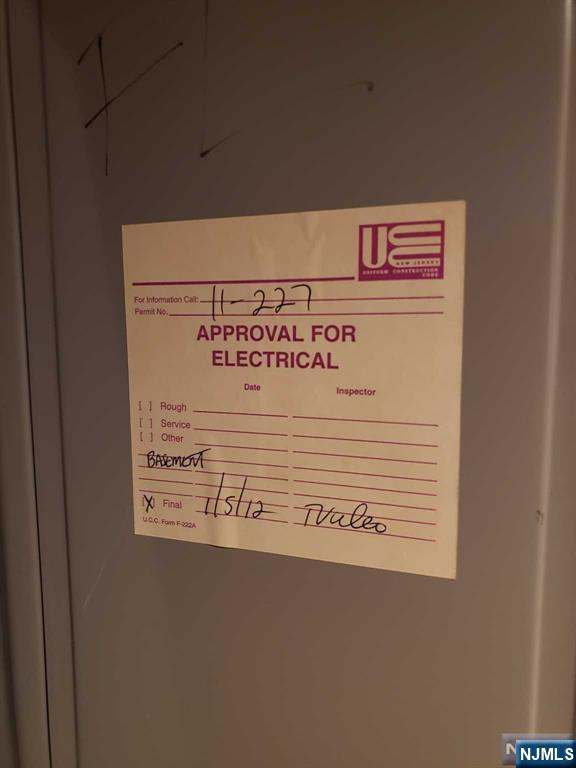 UCC
NEW JERSEY
UNIFORM CONSTRUCTION
CODE
For Information Call:
Permit No. 11-227
APPROVAL FOR
ELECTRICAL
Date Inspector
[ ] Rough
[ ] Service
[ ] Other
BASEMENT
[X] Final 1/5/12
U.C.C. Form F-222A
NJMLS